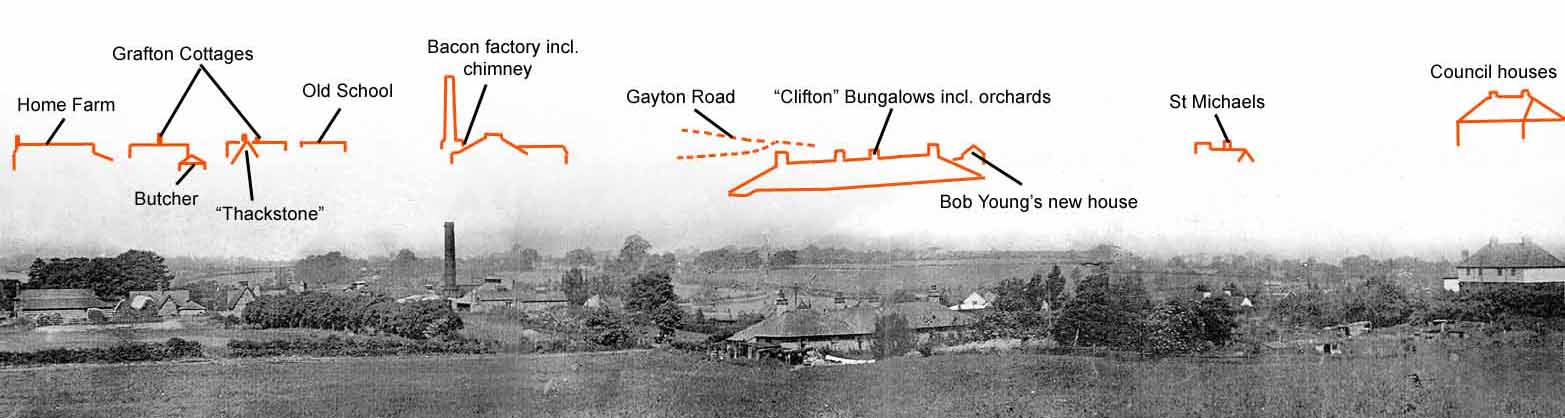 Home Farm
Grafton Cottages
Butcher
“Thackstone”
Old School
Bacon factory incl.
chimney
Gayton Road
“Clifton” Bungalows incl. orchards
Bob Young’s new house
St Michaels
Council houses